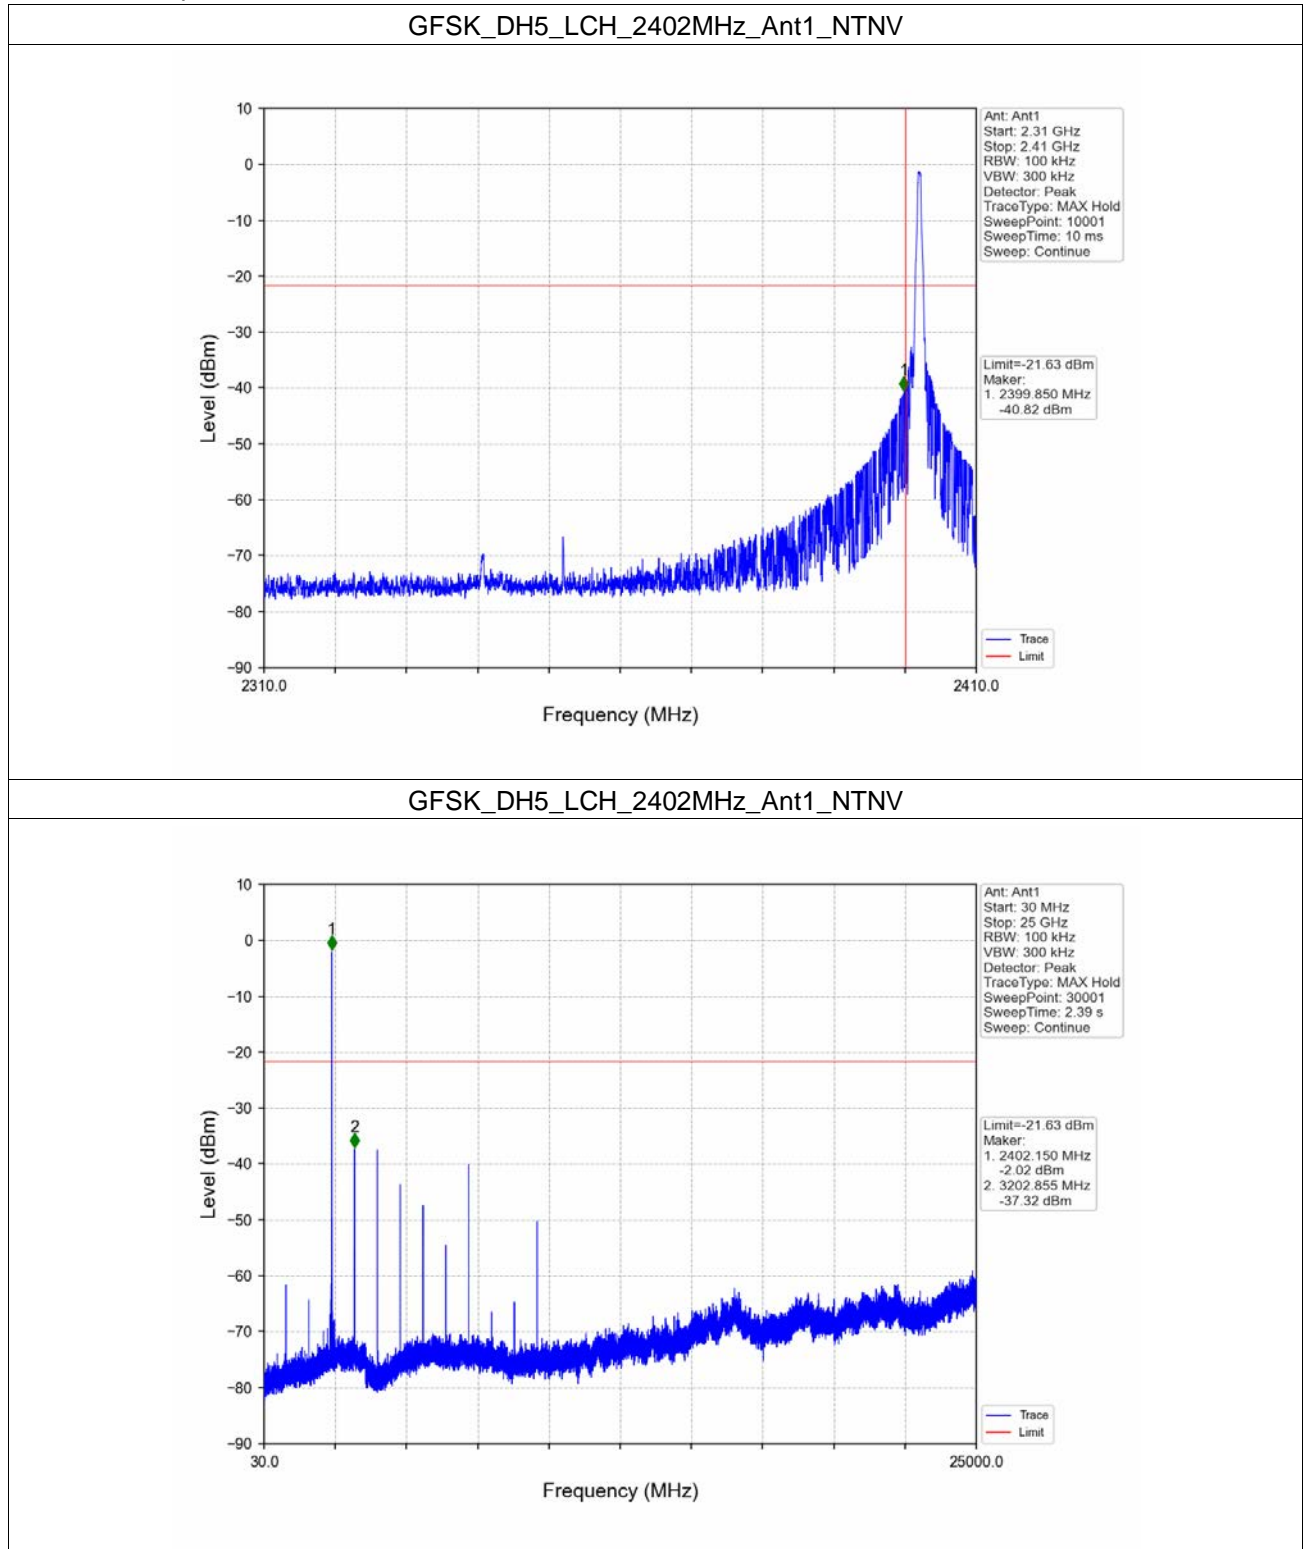 GFSK_DH5_LCH_2402MHz_Ant1_NTNV
10
0
−10
−20
−30
−40
−50
−60
−70
−80
−90
Level (dBm)
2310.0
2410.0
Frequency (MHz)
1
Ant: Ant1
Start: 2.31 GHz
Stop: 2.41 GHz
RBW: 100 kHz
VBW: 300 kHz
Detector: Peak
TraceType: MAX Hold
SweepPoint: 10001
SweepTime: 10 ms
Sweep: Continue
Limit=-21.63 dBm
Maker:
1. 2399.850 MHz
-40.82 dBm
Trace
Limit
GFSK_DH5_LCH_2402MHz_Ant1_NTNV
10
0
−10
−20
−30
−40
−50
−60
−70
−80
−90
Level (dBm)
30.0
25000.0
Frequency (MHz)
1
2
Ant: Ant1
Start: 30 MHz
Stop: 25 GHz
RBW: 100 kHz
VBW: 300 kHz
Detector: Peak
TraceType: MAX Hold
SweepPoint: 30001
SweepTime: 2.39 s
Sweep: Continue
Limit=-21.63 dBm
Maker:
1. 2402.150 MHz
-2.02 dBm
2. 3202.855 MHz
-37.32 dBm
Trace
Limit